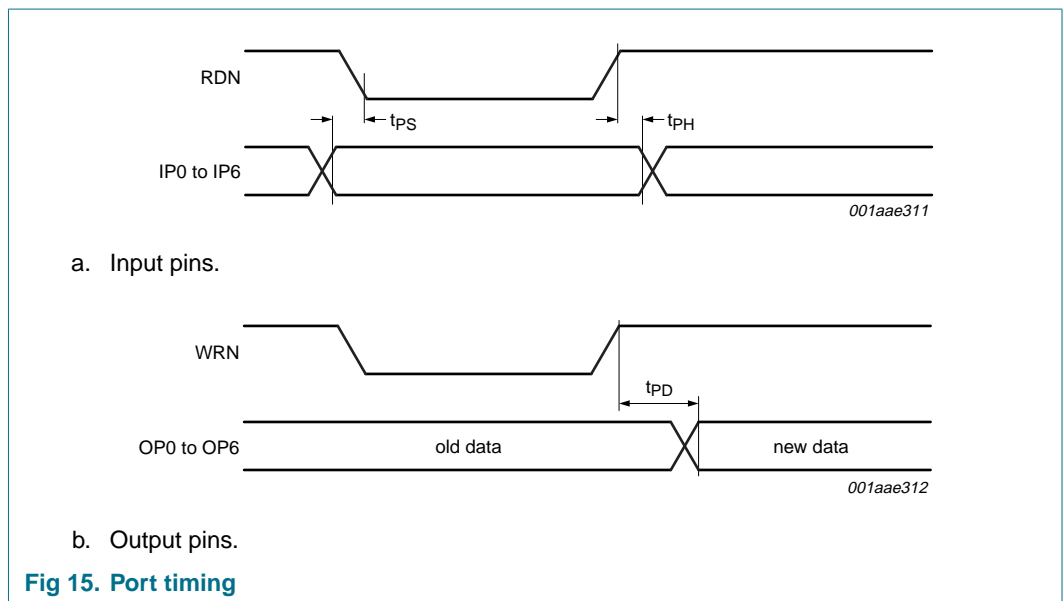 RDN
tPS
tPH
IP0 to IP6
001aae311
a. Input pins.
WRN
tPD
OP0 to OP6
old data
new data
001aae312
b. Output pins.
Fig 15. Port timing